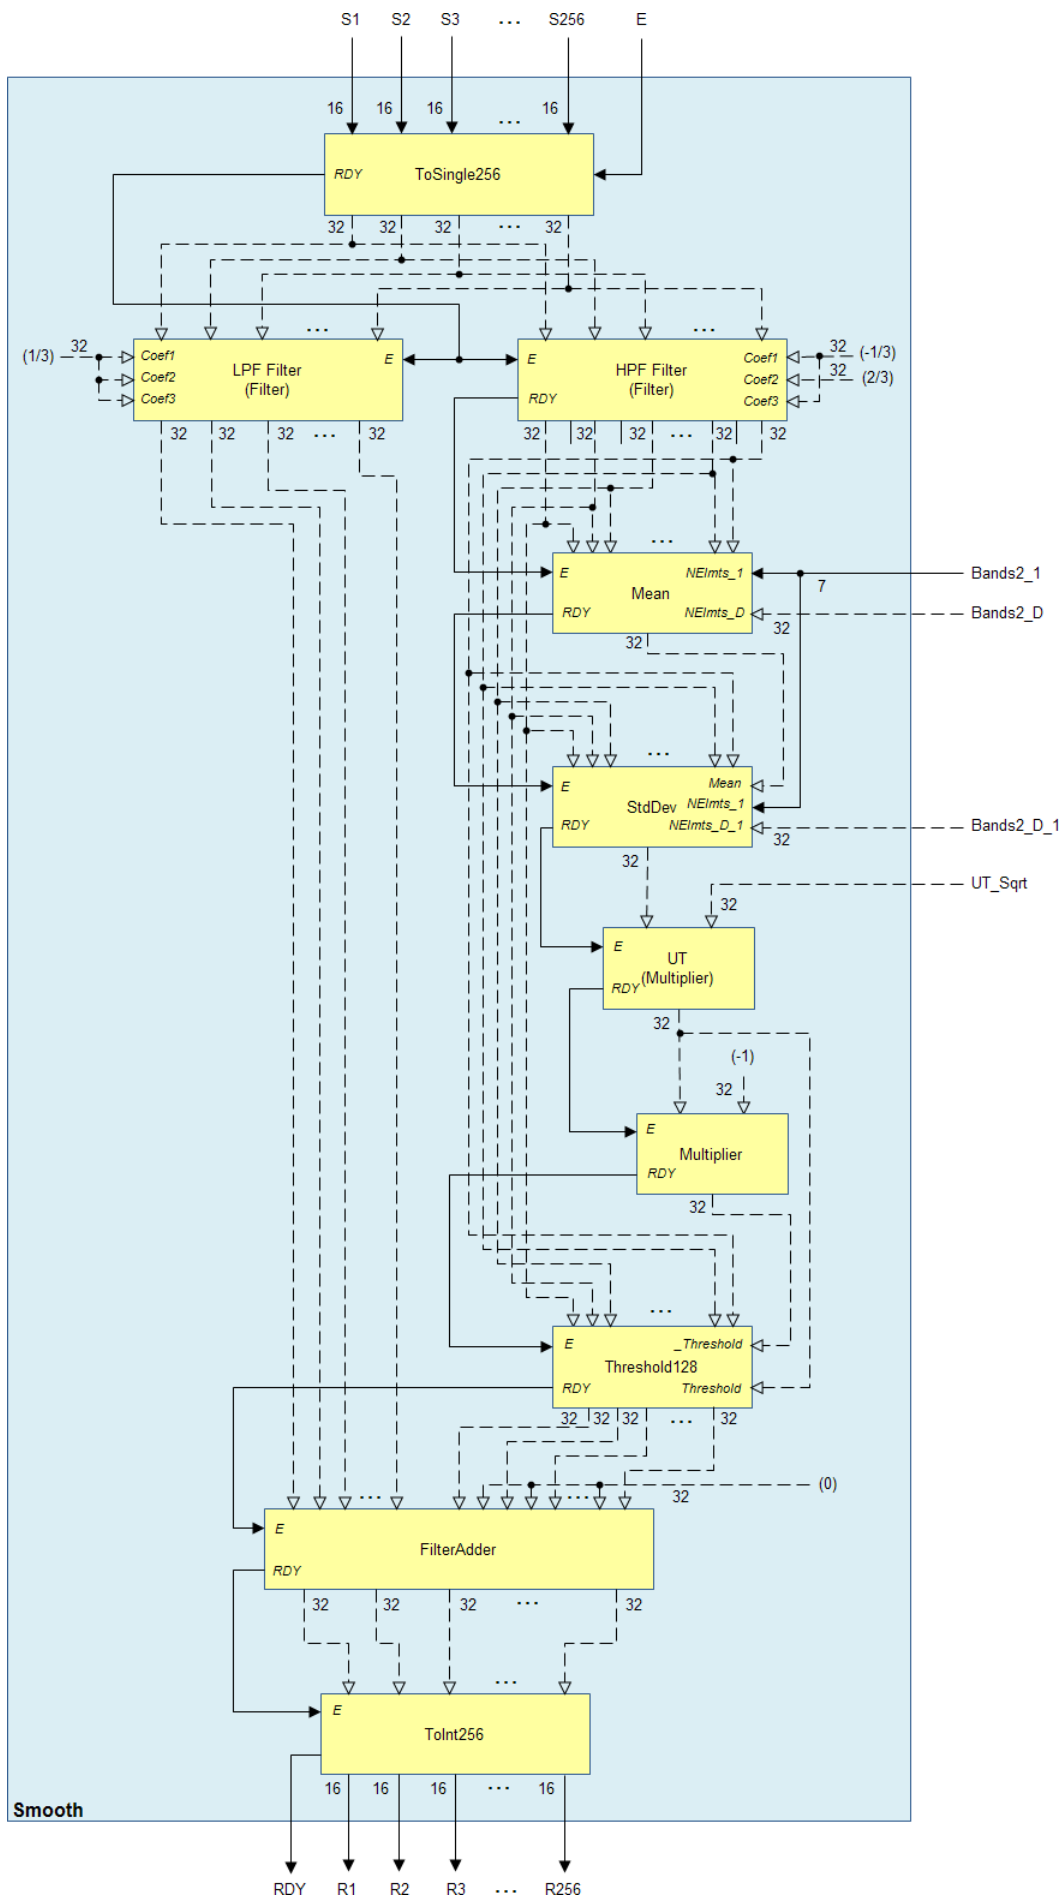 S1 S2 S3 ... S256 E
16 16 16 ... 16
RDY ToSingle256
32 32 32 ... 32
... ...
(1/3) 32 Coef1 LPF Filter E E HPF Filter Coef1 32 (-1/3)
Coef2 (Filter) (Filter) Coef2 32 (2/3)
Coef3 RDY Coef3
32 32 32 ... 32 32 32 32 ... 32 32
...
E NElmts_1 Bands2_1
Mean 7
RDY NElmts_D 32 Bands2_D
32
...
E Mean
StdDev NElmts_1
RDY NElmts_D_1 32 Bands2_D_1
32
UT_Sqrt
32
E
UT
RDY (Multiplier)
32
(-1)
32
E
Multiplier
RDY
32
...
E _Threshold
Threshold128
RDY Threshold
32 32 32 ... 32
(0)
... ... 32
E
FilterAdder
RDY
32 32 32 ... 32
...
E
ToInt256
16 16 16 ... 16
Smooth
RDY R1 R2 R3 ... R256